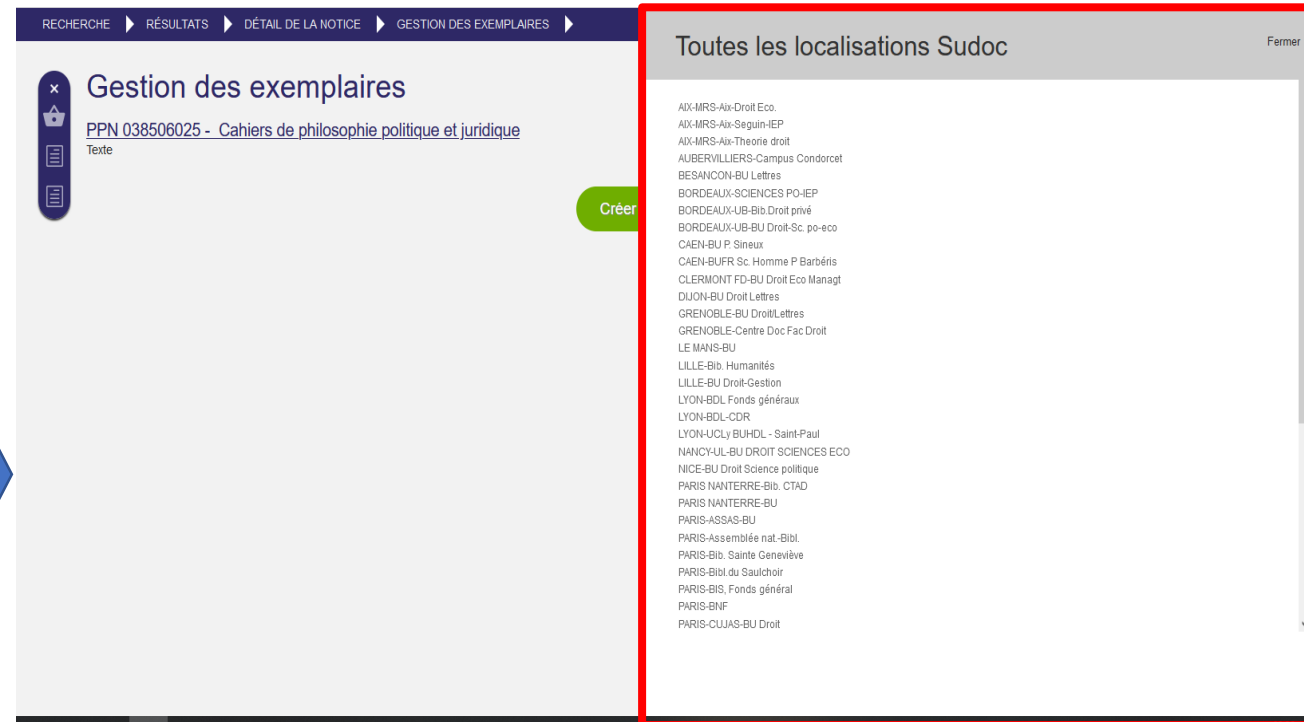 RECHERCHE RÉSULTATS DÉTAIL DE LA NOTICE GESTION DES EXEMPLAIRES
Gestion des exemplaires
PPN 038506025 - Cahiers de philosophie politique et juridique
Texte
Créer
Toutes les localisations Sudoc
Fermer
AIX-MRS-Aix-Droit Eco.
AIX-MRS-Aix-Seguin-IEP
AIX-MRS-Aix-Theorie droit
AUBERVILLIERS-Campus Condorcet
BESANCON-BU Lettres
BORDEAUX-SCIENCES PO-IEP
BORDEAUX-UB-Bib.Droit privé
BORDEAUX-UB-BU Droit-Sc. po-eco
CAEN-BU P. Sineux
CAEN-BUFR Sc. Homme P Barbéris
CLERMONT FD-BU Droit Eco Managt
DIJON-BU Droit Lettres
GRENOBLE-BU Droit/Lettres
GRENOBLE-Centre Doc Fac Droit
LE MANS-BU
LILLE-Bib. Humanités
LILLE-BU Droit-Gestion
LYON-BDL Fonds généraux
LYON-BDL-CDR
LYON-UCLy BUHDL - Saint-Paul
NANCY-UL-BU DROIT SCIENCES ECO
NICE-BU Droit Science politique
PARIS NANTERRE-Bib. CTAD
PARIS NANTERRE-BU
PARIS-ASSAS-BU
PARIS-Assemblée nat.-Bibl.
PARIS-Bib. Sainte Geneviève
PARIS-Bibl.du Saulchoir
PARIS-BIS, Fonds général
PARIS-BNF
PARIS-CUJAS-BU Droit